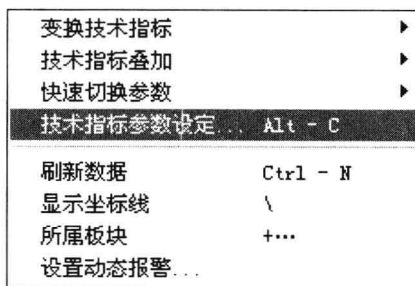 变换技术指标
技术指标叠加
快速切换参数
技术指标参数设定... Alt - C
刷新数据 Ctrl - N
显示坐标线 \
所属板块 +...
设置动态报警...